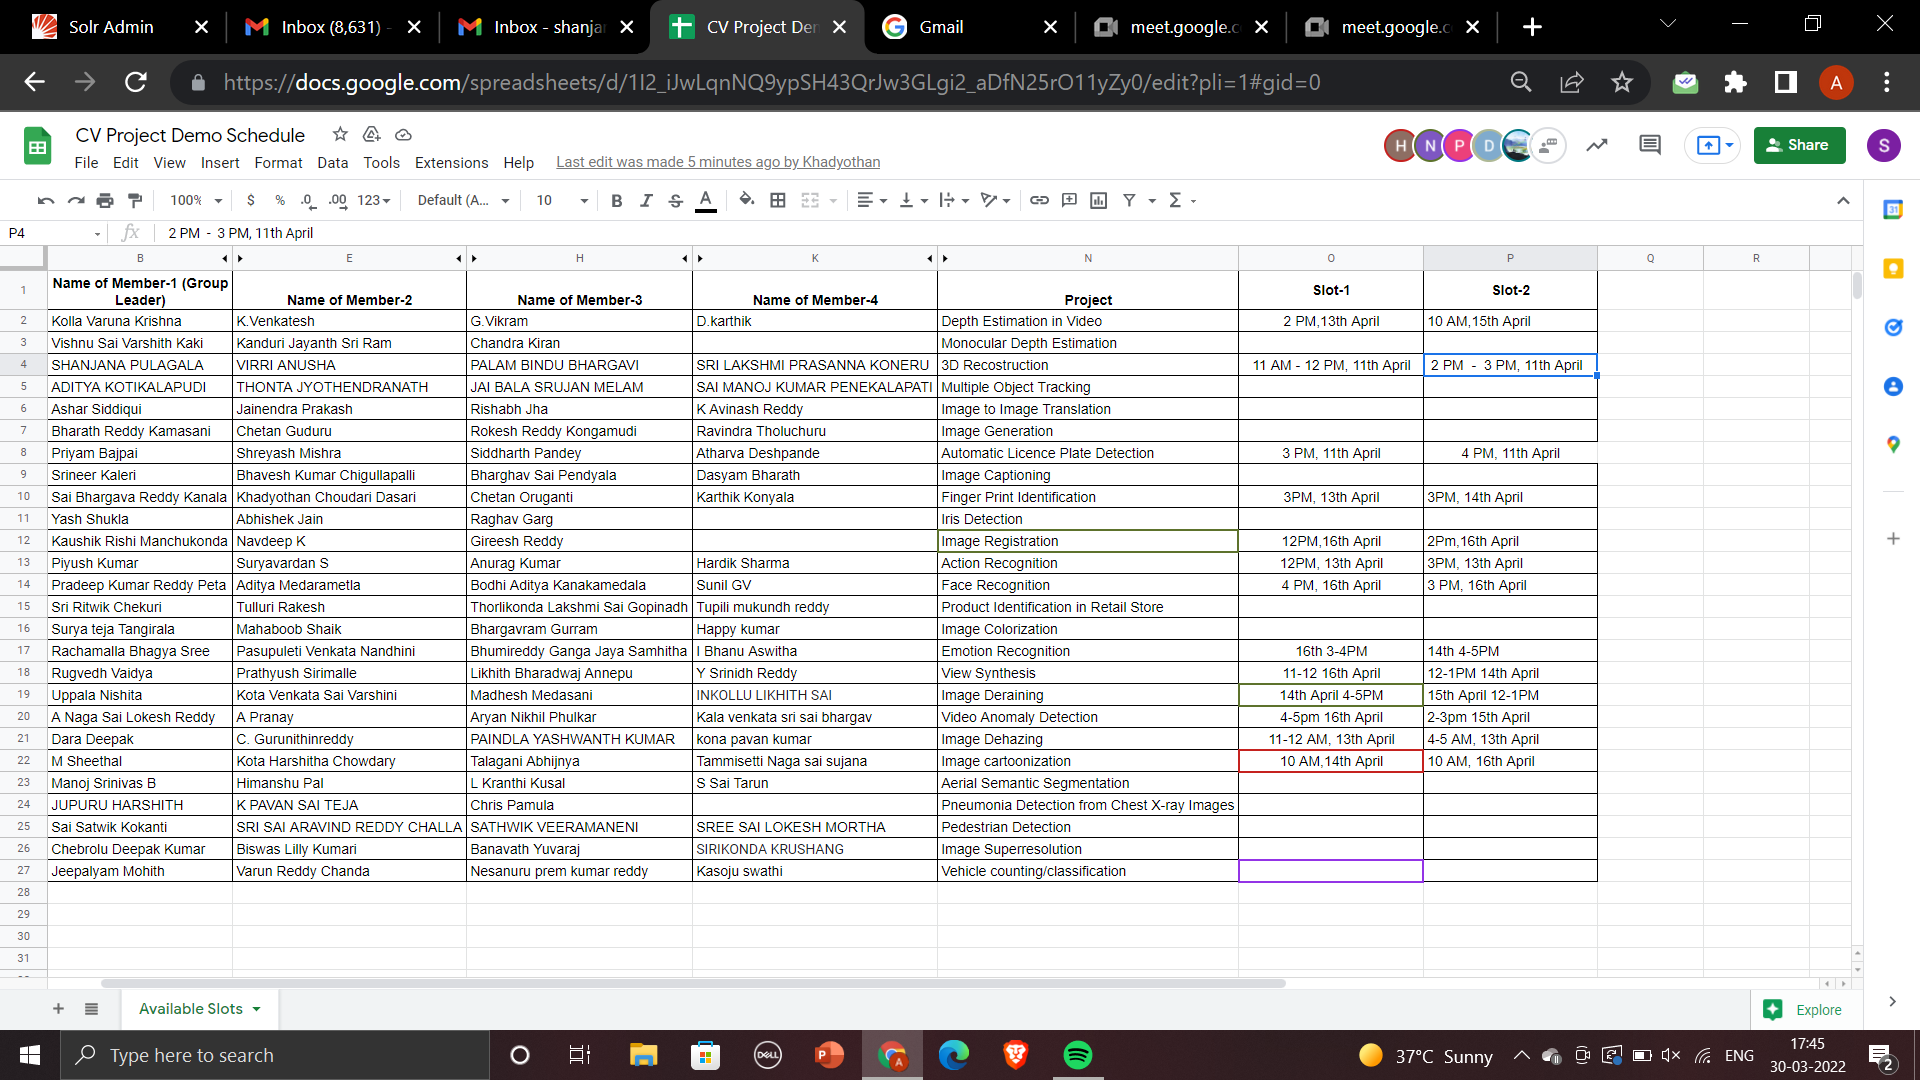 Solr Admin Inbox (8,631) - Inbox - shanja CV Project Der Gmail meet.google.c meet.google.c
https://docs.google.com/spreadsheets/d/1I2_iJwLqnNQ9ypSH43QrJw3GLgi2_aDfN25rO11yZy0/edit?pli=1#gid=0 A
CV Project Demo Schedule H N P D Share S
File Edit View Insert Format Data Tools Extensions Help Last edit was made 5 minutes ago by Khadyothan
100% $ % .0 .00 123 Default (A... 10 B I S A 31
P4 fx 2 PM - 3 PM, 11th April
B E H K N O P Q R
1 Name of Member-1 (Group Leader) Name of Member-2 Name of Member-3 Name of Member-4 Project Slot-1 Slot-2
2 Kolla Varuna Krishna K.Venkatesh G.Vikram D.karthik Depth Estimation in Video 2 PM,13th April 10 AM,15th April
3 Vishnu Sai Varshith Kaki Kanduri Jayanth Sri Ram Chandra Kiran Monocular Depth Estimation
4 SHANJANA PULAGALA VIRRI ANUSHA PALAM BINDU BHARGAVI SRI LAKSHMI PRASANNA KONERU 3D Recostruction 11 AM - 12 PM, 11th April 2 PM - 3 PM, 11th April
5 ADITYA KOTIKALAPUDI THONTA JYOTHENDRANATH JAI BALA SRUJAN MELAM SAI MANOJ KUMAR PENEKALAPATI Multiple Object Tracking
6 Ashar Siddiqui Jainendra Prakash Rishabh Jha K Avinash Reddy Image to Image Translation
7 Bharath Reddy Kamasani Chetan Guduru Rokesh Reddy Kongamudi Ravindra Tholuchuru Image Generation
8 Priyam Bajpai Shreyash Mishra Siddharth Pandey Atharva Deshpande Automatic Licence Plate Detection 3 PM, 11th April 4 PM, 11th April
9 Srineer Kaleri Bhavesh Kumar Chigullapalli Bharghav Sai Pendyala Dasyam Bharath Image Captioning
10 Sai Bhargava Reddy Kanala Khadyothan Choudari Dasari Chetan Oruganti Karthik Konyala Finger Print Identification 3PM, 13th April 3PM, 14th April
11 Yash Shukla Abhishek Jain Raghav Garg Iris Detection
12 Kaushik Rishi Manchukonda Navdeep K Gireesh Reddy Image Registration 12PM,16th April 2Pm,16th April
13 Piyush Kumar Suryavardan S Anurag Kumar Hardik Sharma Action Recognition 12PM, 13th April 3PM, 13th April
14 Pradeep Kumar Reddy Peta Aditya Medarametla Bodhi Aditya Kanakamedala Sunil GV Face Recognition 4 PM, 16th April 3 PM, 16th April
15 Sri Ritwik Chekuri Tulluri Rakesh Thorlikonda Lakshmi Sai Gopinadh Tupili mukundh reddy Product Identification in Retail Store
16 Surya teja Tangirala Mahaboob Shaik Bhargavram Gurram Happy kumar Image Colorization
17 Rachamalla Bhagya Sree Pasupuleti Venkata Nandhini Bhumireddy Ganga Jaya Samhitha I Bhanu Aswitha Emotion Recognition 16th 3-4PM 14th 4-5PM
18 Rugvedh Vaidya Prathyush Sirimalle Likhith Bharadwaj Annepu Y Srinidh Reddy View Synthesis 11-12 16th April 12-1PM 14th April
19 Uppala Nishita Kota Venkata Sai Varshini Madhesh Medasani INKOLLU LIKHITH SAI Image Deraining 14th April 4-5PM 15th April 12-1PM
20 A Naga Sai Lokesh Reddy A Pranay Aryan Nikhil Phulkar Kala venkata sri sai bhargav Video Anomaly Detection 4-5pm 16th April 2-3pm 15th April
21 Dara Deepak C. Gurunithinreddy PAINDLA YASHWANTH KUMAR kona pavan kumar Image Dehazing 11-12 AM, 13th April 4-5 AM, 13th April
22 M Sheethal Kota Harshitha Chowdary Talagani Abhijnya Tammisetti Naga sai sujana Image cartoonization 10 AM,14th April 10 AM, 16th April
23 Manoj Srinivas B Himanshu Pal L Kranthi Kusal S Sai Tarun Aerial Semantic Segmentation
24 JUPURU HARSHITH K PAVAN SAI TEJA Chris Pamula Pneumonia Detection from Chest X-ray Images
25 Sai Satwik Kokanti SRI SAI ARAVIND REDDY CHALLA SATHWIK VEERAMANENI SREE SAI LOKESH MORTHA Pedestrian Detection
26 Chebrolu Deepak Kumar Biswas Lilly Kumari Banavath Yuvaraj SIRIKONDA KRUSHANG Image Superresolution
27 Jeepalyam Mohith Varun Reddy Chanda Nesanuru prem kumar reddy Kasoju swathi Vehicle counting/classification
28
29
30
31
Available Slots Explore
Type here to search DELL 37°C Sunny ENG 17:45
30-03-2022 2